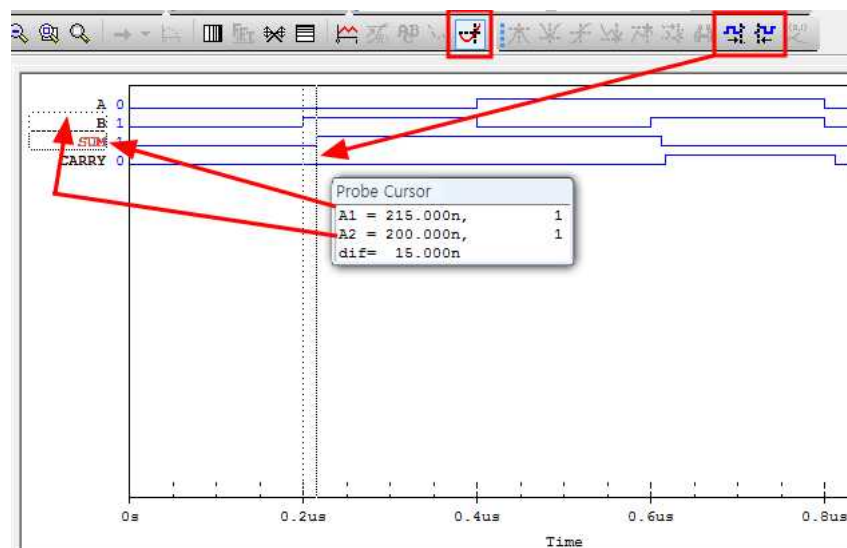 A 0
B 1
SUM 1
CARRY 0
Probe Cursor
A1 = 215.000n, 1
A2 = 200.000n, 1
dif= 15.000n
0s 0.2us 0.4us 0.6us 0.8us
Time